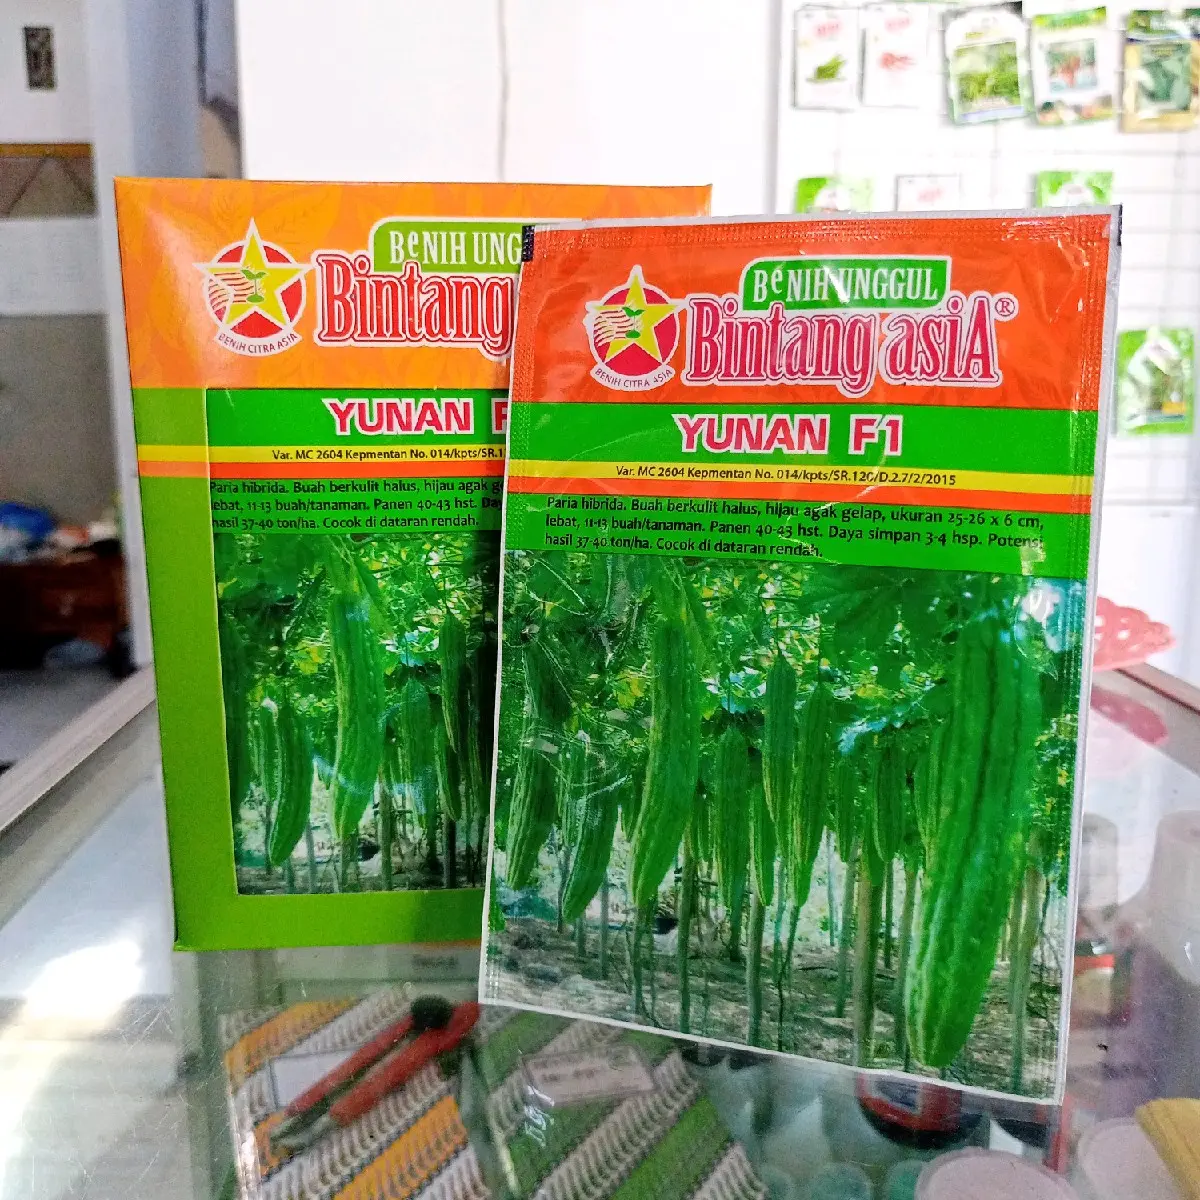 BeNIH UNG
Bintang
BENIH CITRA ASIA
YUNAN F
Var. MC 2604 Kepmentan No. 014/kpts/SR.1
Paria hibrida. Buah berkulit halus, hijau agak ge
lebat, 11-13 buah/tanaman. Panen 40-43 hst. Day
hasil 37-40 ton/ha. Cocok di dataran rendah.
BeNIH UNGGUL
Bintang asiA®
BENIH CITRA ASIA
YUNAN F1
Var. MC 2604 Kepmentan No. 014/kpts/SR.120/D.2.7/2/2015
Paria hibrida. Buah berkulit halus, hijau agak gelap, ukuran 25-26 x 6 cm,
lebat, 11-13 buah/tanaman. Panen 40-43 hst. Daya simpan 3-4 hsp. Potensi
hasil 37-40 ton/ha. Cocok di dataran rendah.